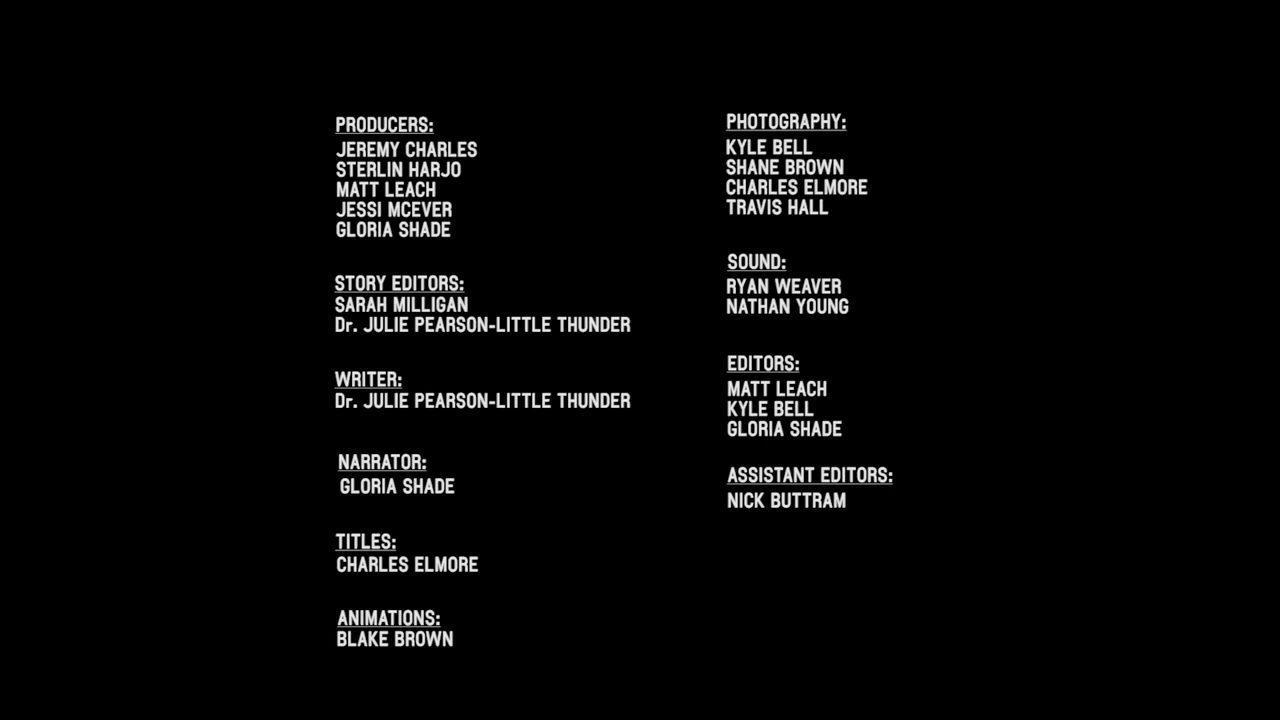 PRODUCERS:
JEREMY CHARLES
STERLIN HARJO
MATT LEACH
JESSI MCEVER
GLORIA SHADE
STORY EDITORS:
SARAH MILLIGAN
Dr. JULIE PEARSON-LITTLE THUNDER
WRITER:
Dr. JULIE PEARSON-LITTLE THUNDER
NARRATOR:
GLORIA SHADE
TITLES:
CHARLES ELMORE
ANIMATIONS:
BLAKE BROWN
PHOTOGRAPHY:
KYLE BELL
SHANE BROWN
CHARLES ELMORE
TRAVIS HALL
SOUND:
RYAN WEAVER
NATHAN YOUNG
EDITORS:
MATT LEACH
KYLE BELL
GLORIA SHADE
ASSISTANT EDITORS:
NICK BUTTRAM